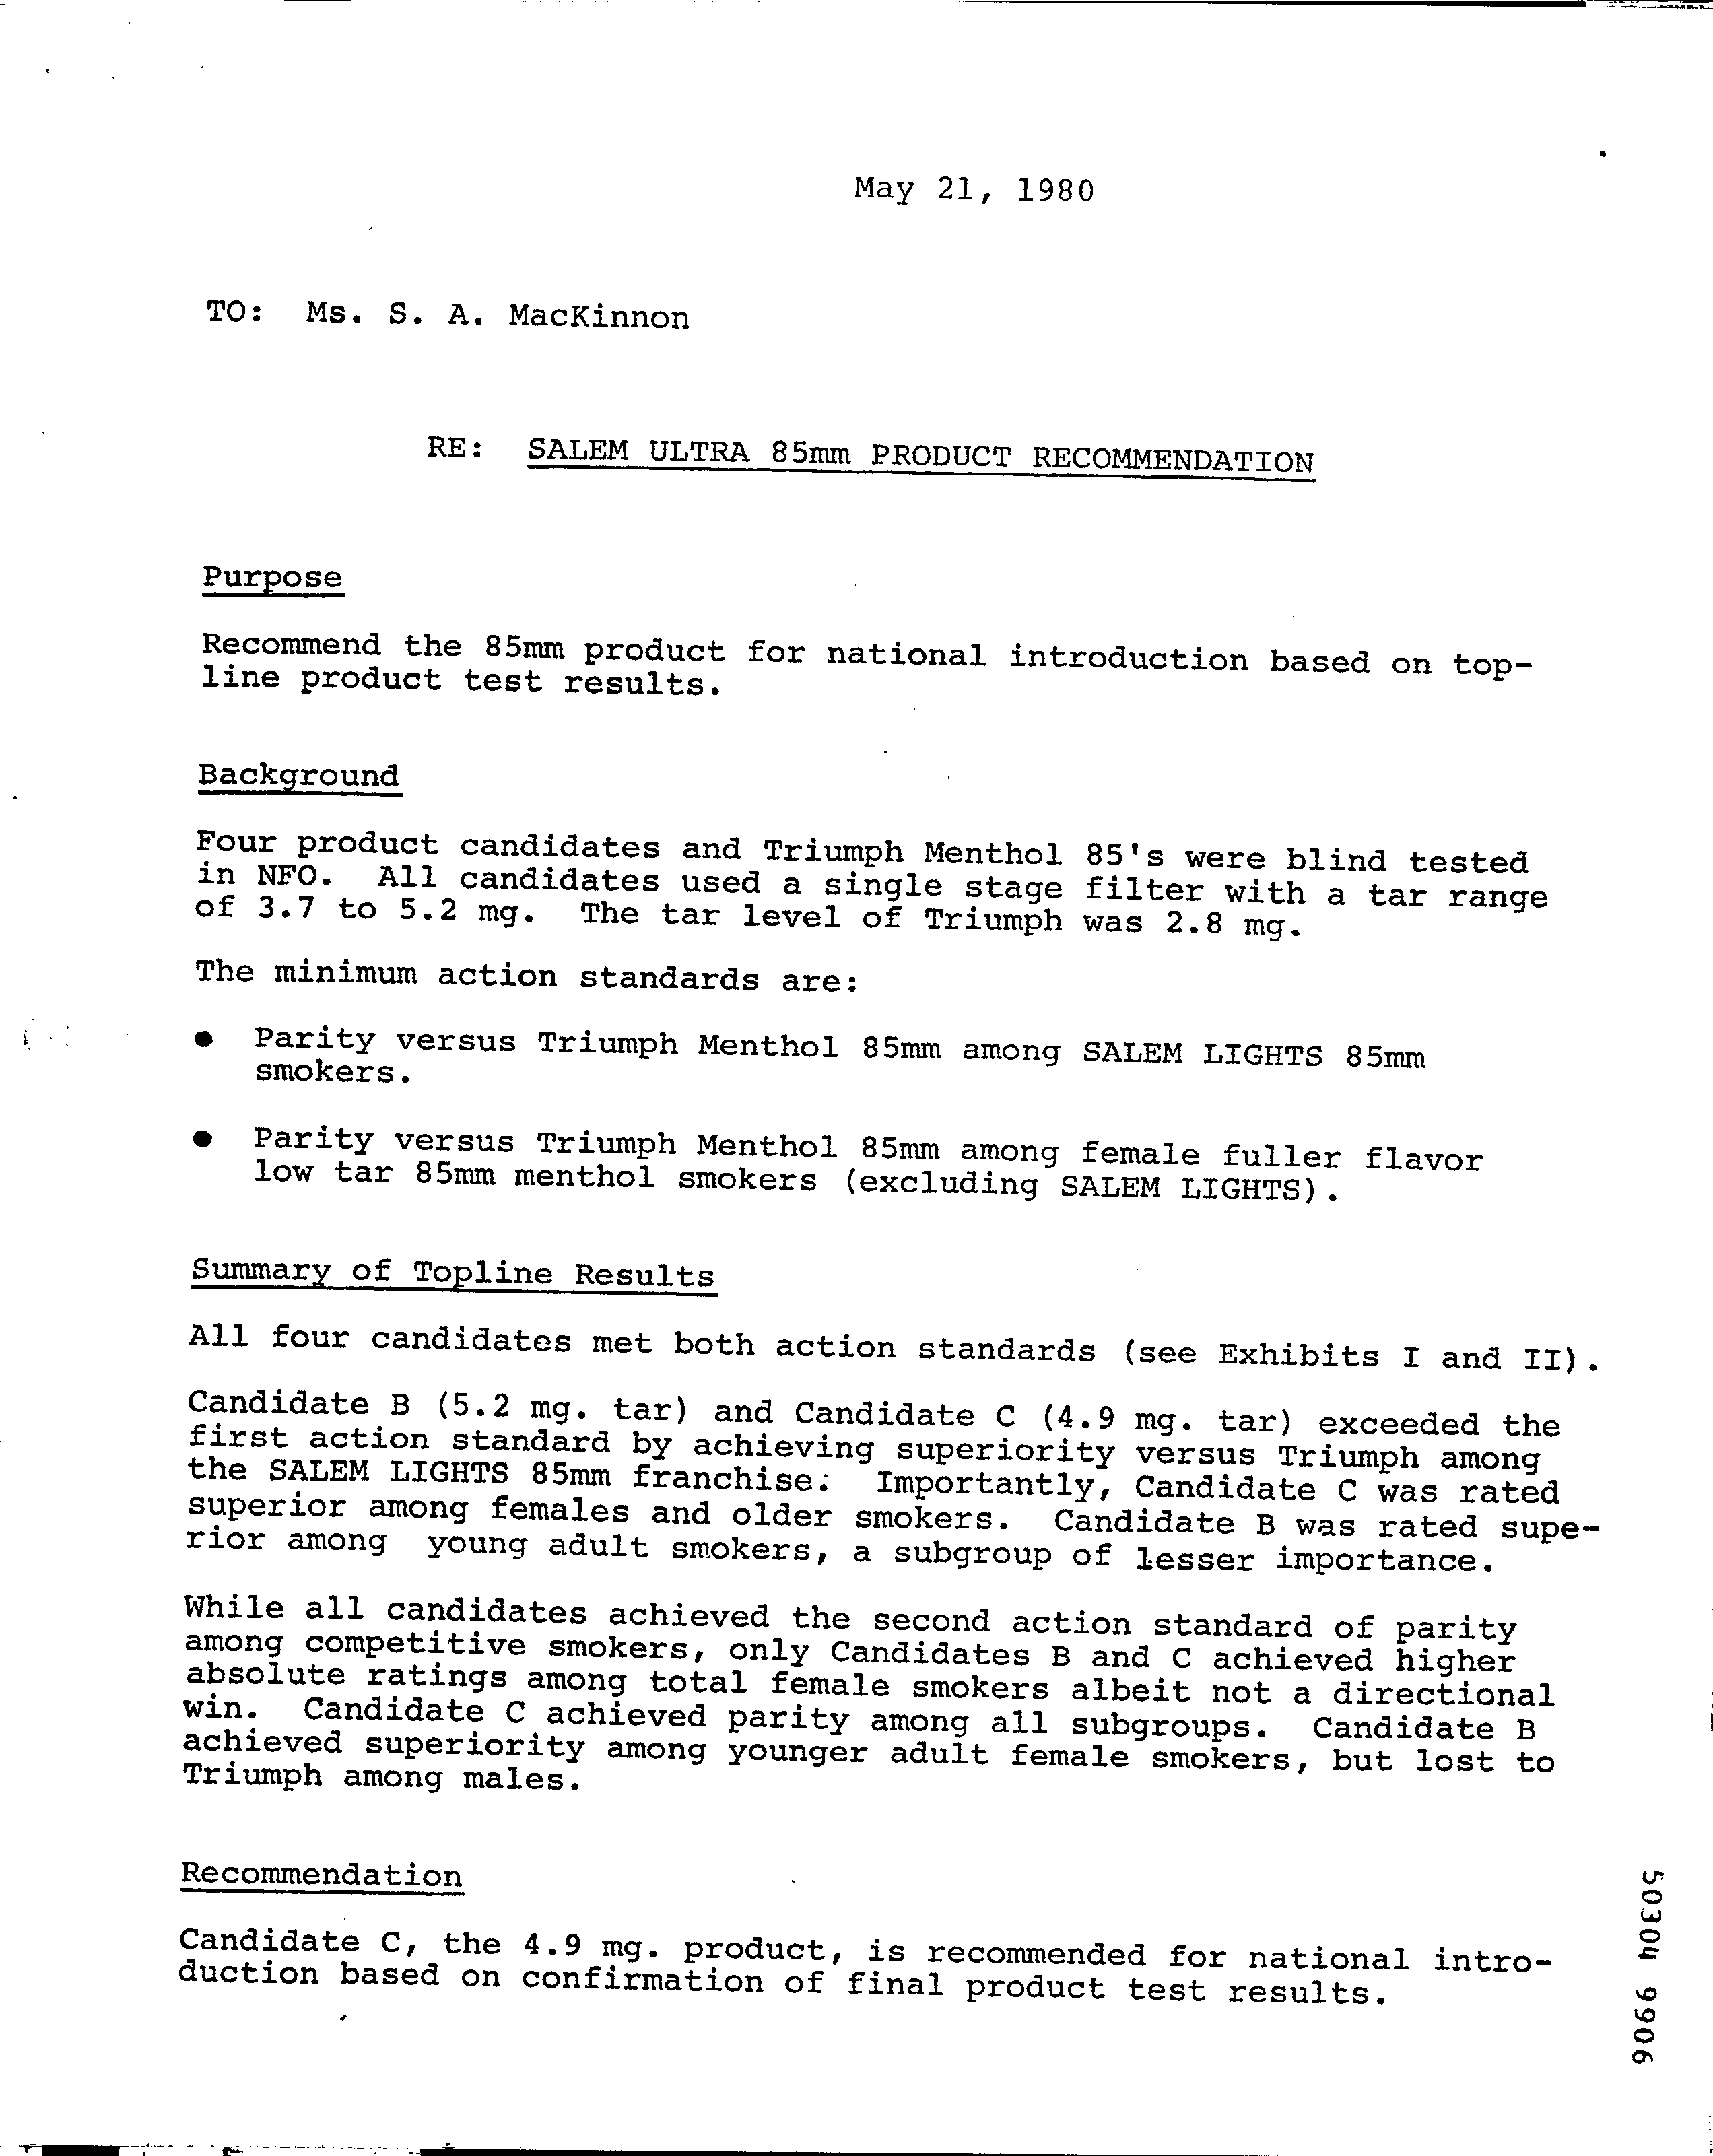 May 21, 1980
TO: Ms. S. A. MacKinnon
RE: SALEM ULTRA 85mm PRODUCT RECOMMENDATION
Purpose
Recommend the 85mm product for national introduction based on top-
line product test results.
Background
Four product candidates and Triumph Menthol 85's were blind tested
in NFO. All candidates used a single stage filter with a tar range
of 3.7 to 5.2 mg. The tar level of Triumph was 2.8 mg.
The minimum action standards are:
● Parity versus Triumph Menthol 85mm among SALEM LIGHTS 85mm
smokers.
● Parity versus Triumph Menthol 85mm among female fuller flavor
low tar 85mm menthol smokers (excluding SALEM LIGHTS).
Summary of Topline Results
All four candidates met both action standards (see Exhibits I and II).
Candidate B (5.2 mg. tar) and Candidate C (4.9 mg. tar) exceeded the
first action standard by achieving superiority versus Triumph among
the SALEM LIGHTS 85mm franchise. Importantly, Candidate C was rated
superior among females and older smokers. Candidate B was rated supe-
rior among young adult smokers, a subgroup of lesser importance.
While all candidates achieved the second action standard of parity
among competitive smokers, only Candidates B and C achieved higher
absolute ratings among total female smokers albeit not a directional
win. Candidate C achieved parity among all subgroups. Candidate B
achieved superiority among younger adult female smokers, but lost to
Triumph among males.
Recommendation
Candidate C, the 4.9 mg. product, is recommended for national intro-
duction based on confirmation of final product test results.
50304 9906